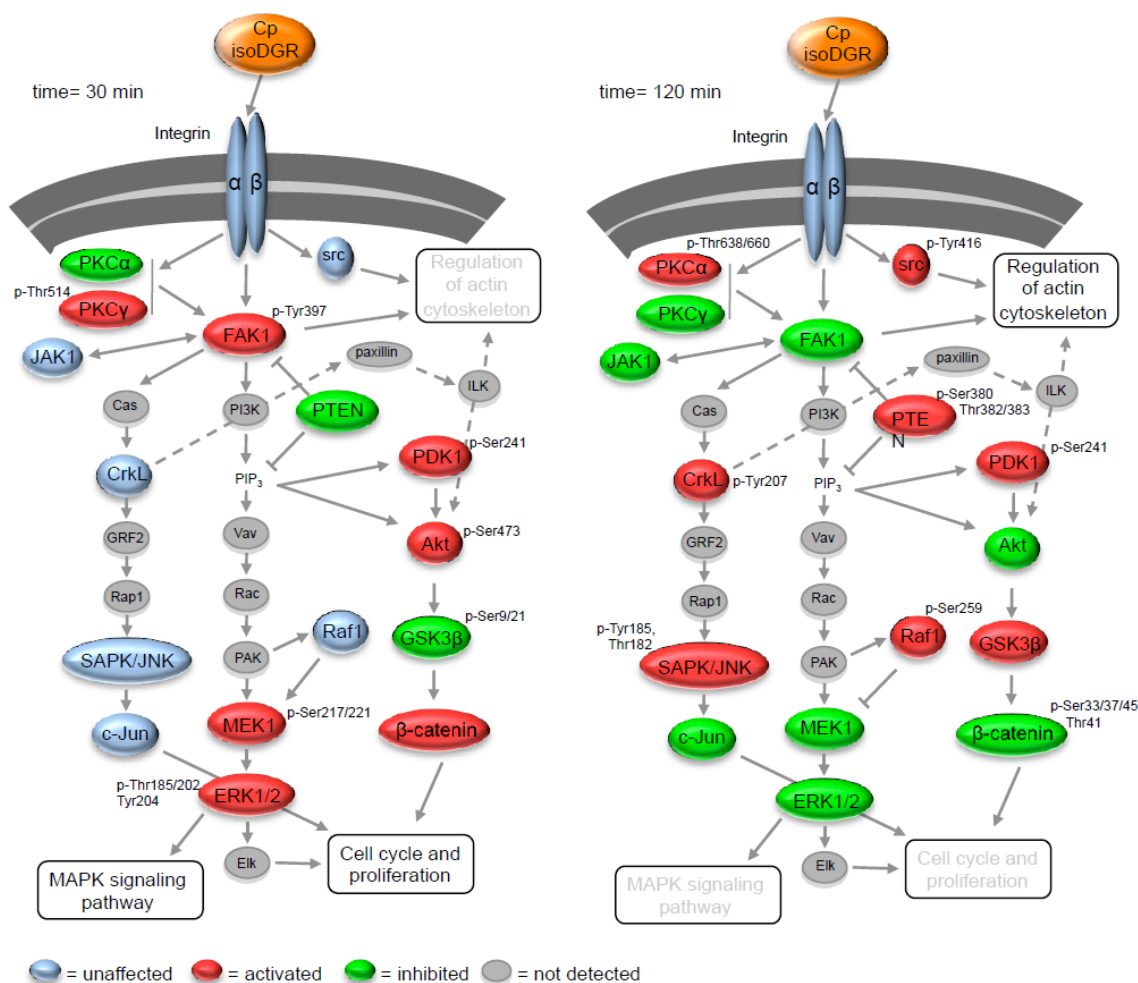 Cp
isoDGR
time= 30 min
Integrin
α β
PKCα
p-Thr514
PKCγ
src
Regulation
of actin
cytoskeleton
p-Tyr397
FAK1
JAK1
paxillin
ILK
Cas
PI3K
PTEN
p-Ser241
PDK1
CrkL
PIP3
p-Ser473
Akt
GRF2
Vav
Rap1
Rac
p-Ser9/21
GSK3β
Raf1
SAPK/JNK
PAK
p-Ser217/221
MEK1
β-catenin
c-Jun
p-Thr185/202
Tyr204
ERK1/2
Elk
Cell cycle and
proliferation
MAPK signaling
pathway
Cp
isoDGR
time= 120 min
Integrin
α β
p-Thr638/660
PKCα
PKCγ
p-Tyr416
src
Regulation
of actin
cytoskeleton
FAK1
JAK1
paxillin
ILK
Cas
PI3K
p-Ser380
Thr382/383
PTE
N
p-Ser241
PDK1
CrkL
p-Tyr207
PIP3
Akt
GRF2
Vav
Rap1
Rac
p-Ser259
Raf1
GSK3β
p-Tyr185,
Thr182
SAPK/JNK
PAK
p-Ser33/37/45
Thr41
β-catenin
MEK1
c-Jun
ERK1/2
Elk
Cell cycle and
proliferation
MAPK signaling
pathway
= unaffected = activated = inhibited = not detected